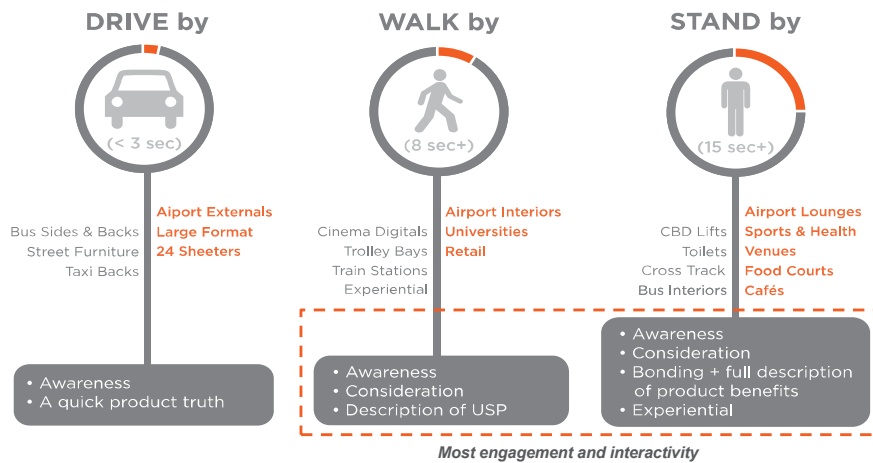 DRIVE by
(< 3 sec)
Bus Sides & Backs
Street Furniture
Taxi Backs
Aiport Externals
Large Format
24 Sheeters
• Awareness
• A quick product truth
WALK by
(8 sec+)
Cinema Digitals
Trolley Bays
Train Stations
Experiential
Airport Interiors
Universities
Retail
• Awareness
• Consideration
• Description of USP
STAND by
(15 sec+)
CBD Lifts
Toilets
Cross Track
Bus Interiors
Airport Lounges
Sports & Health
Venues
Food Courts
Cafés
• Awareness
• Consideration
• Bonding + full description
of product benefits
• Experiential
Most engagement and interactivity